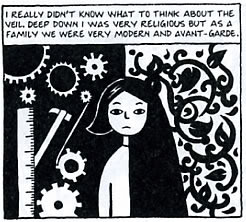 I REALLY DIDN'T KNOW WHAT TO THINK ABOUT THE
VEIL. DEEP DOWN I WAS VERY RELIGIOUS BUT AS A
FAMILY WE WERE VERY MODERN AND AVANT-GARDE.